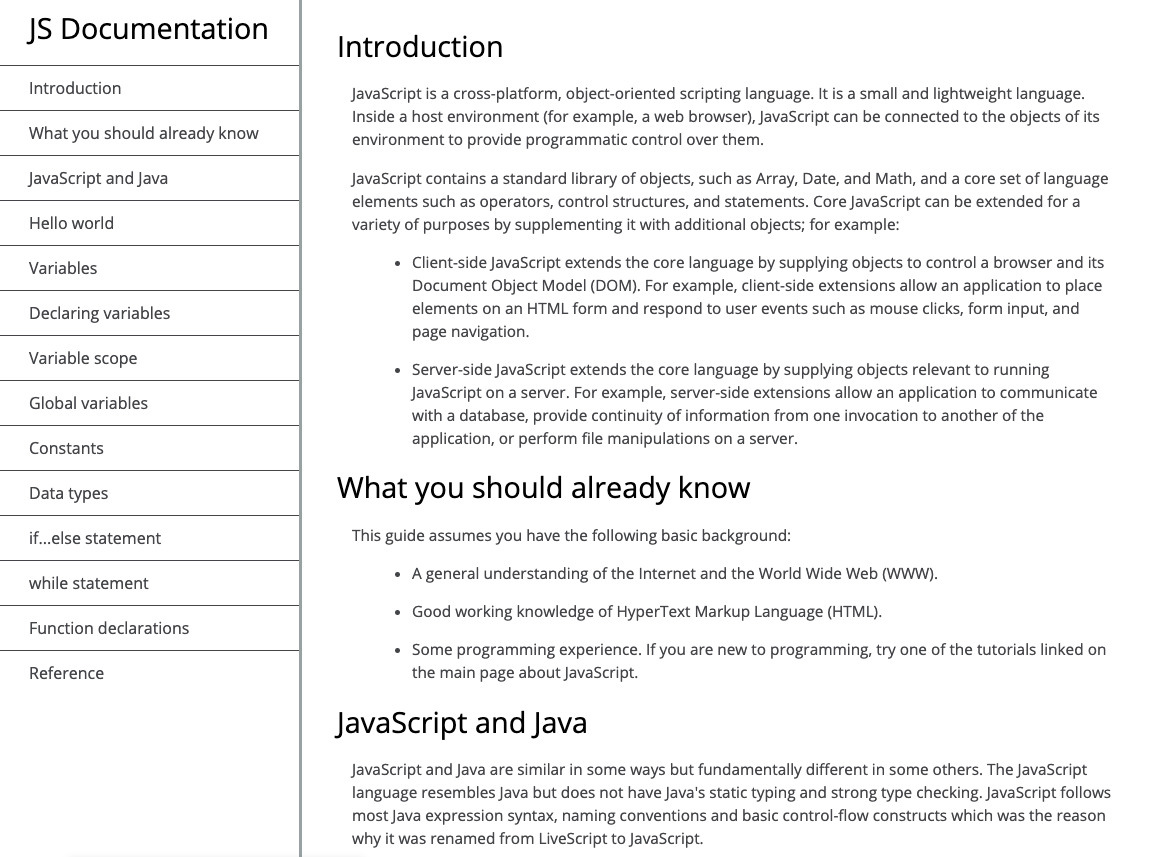 JS Documentation
Introduction
What you should already know
JavaScript and Java
Hello world
Variables
Declaring variables
Variable scope
Global variables
Constants
Data types
if...else statement
while statement
Function declarations
Reference
Introduction
JavaScript is a cross-platform, object-oriented scripting language. It is a small and lightweight language.
Inside a host environment (for example, a web browser), JavaScript can be connected to the objects of its
environment to provide programmatic control over them.
JavaScript contains a standard library of objects, such as Array, Date, and Math, and a core set of language
elements such as operators, control structures, and statements. Core JavaScript can be extended for a
variety of purposes by supplementing it with additional objects; for example:
• Client-side JavaScript extends the core language by supplying objects to control a browser and its
Document Object Model (DOM). For example, client-side extensions allow an application to place
elements on an HTML form and respond to user events such as mouse clicks, form input, and
page navigation.
• Server-side JavaScript extends the core language by supplying objects relevant to running
JavaScript on a server. For example, server-side extensions allow an application to communicate
with a database, provide continuity of information from one invocation to another of the
application, or perform file manipulations on a server.
What you should already know
This guide assumes you have the following basic background:
• A general understanding of the Internet and the World Wide Web (WWW).
• Good working knowledge of HyperText Markup Language (HTML).
• Some programming experience. If you are new to programming, try one of the tutorials linked on
the main page about JavaScript.
JavaScript and Java
JavaScript and Java are similar in some ways but fundamentally different in some others. The JavaScript
language resembles Java but does not have Java's static typing and strong type checking. JavaScript follows
most Java expression syntax, naming conventions and basic control-flow constructs which was the reason
why it was renamed from LiveScript to JavaScript.